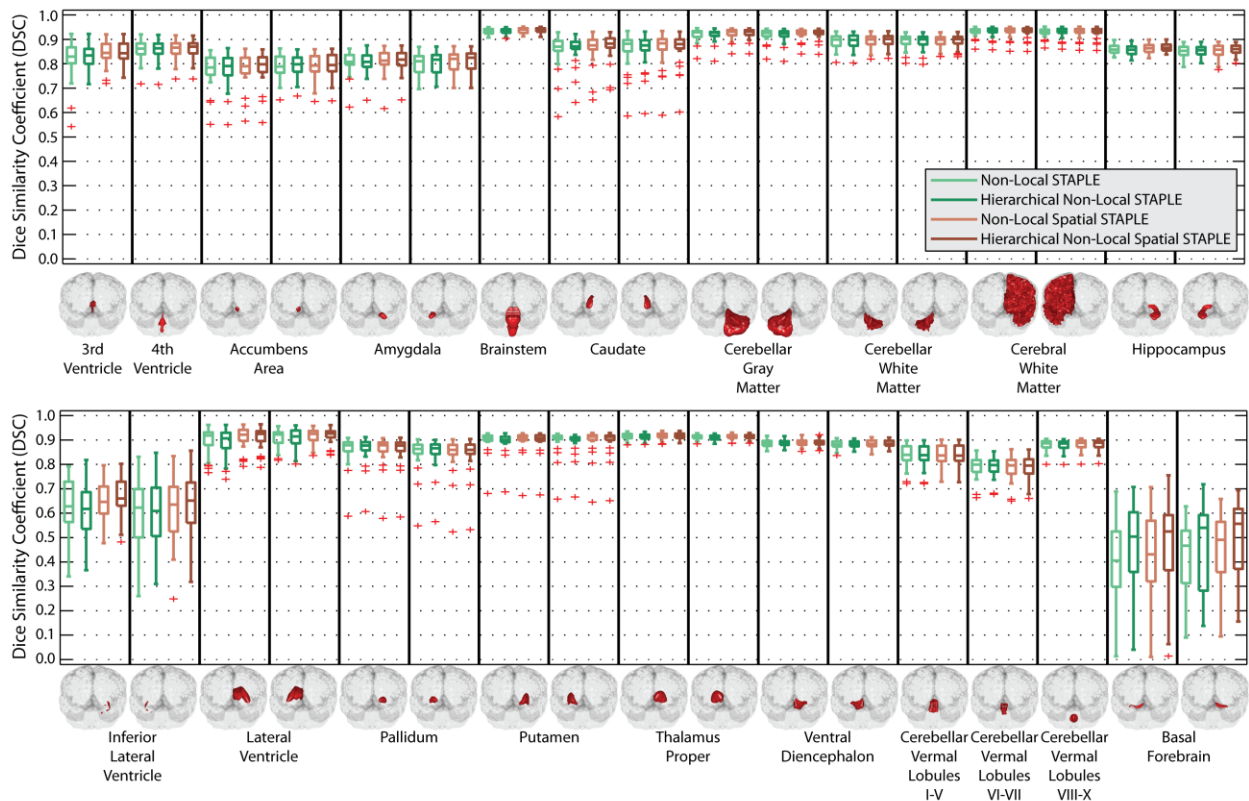 Dice Similarity Coefficient (DSC)
1.0
0.9
0.8
0.7
0.6
0.5
0.4
0.3
0.2
0.1
0.0
Non-Local STAPLE
Hierarchical Non-Local STAPLE
Non-Local Spatial STAPLE
Hierarchical Non-Local Spatial STAPLE
3rd
Ventricle
4th
Ventricle
Accumbens
Area
Amygdala
Brainstem
Caudate
Cerebellar
Gray
Matter
Cerebellar
White
Matter
Cerebral
White
Matter
Hippocampus
Dice Similarity Coefficient (DSC)
1.0
0.9
0.8
0.7
0.6
0.5
0.4
0.3
0.2
0.1
0.0
Inferior
Lateral
Ventricle
Lateral
Ventricle
Pallidum
Putamen
Thalamus
Proper
Ventral
Diencephalon
Cerebellar
Vermal
Lobules
I-V
Cerebellar
Vermal
Lobules
VI-VII
Cerebellar
Vermal
Lobules
VIII-X
Basal
Forebrain